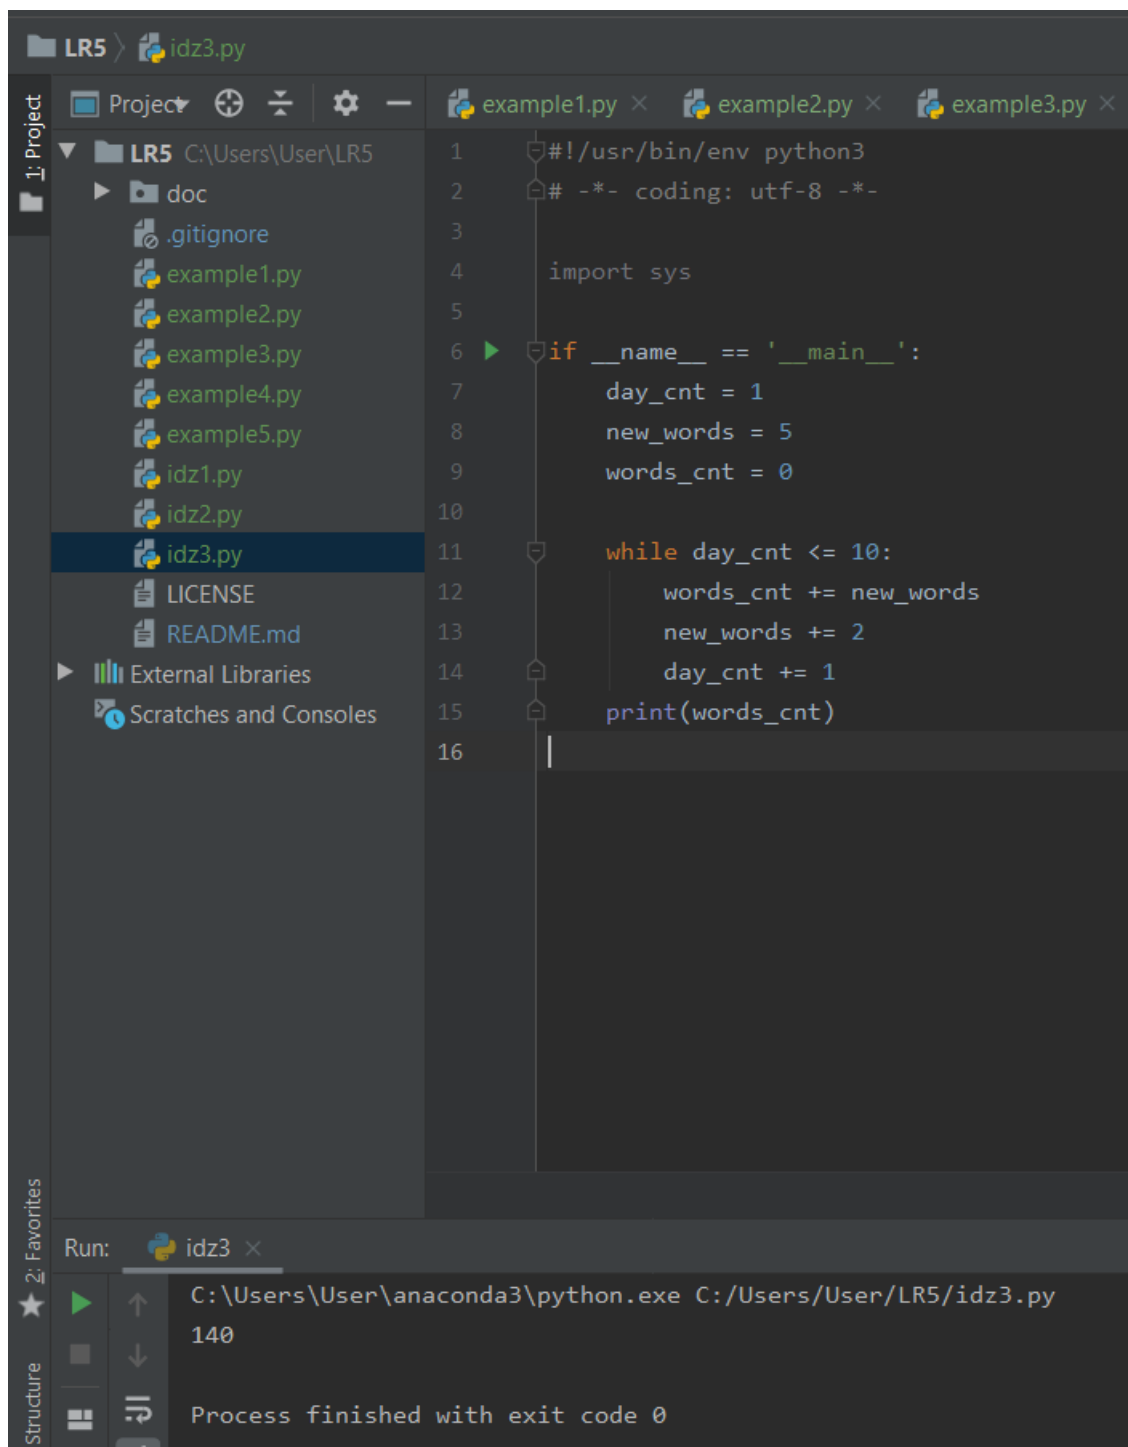 LR5 idz3.py
1: Project
Project
example1.py example2.py example3.py
LR5 C:\Users\User\LR5
doc
.gitignore
example1.py
example2.py
example3.py
example4.py
example5.py
idz1.py
idz2.py
idz3.py
LICENSE
README.md
External Libraries
Scratches and Consoles
1 #!/usr/bin/env python3
2 # -*- coding: utf-8 -*-
3
4 import sys
5
6 if __name__ == '__main__':
7 day_cnt = 1
8 new_words = 5
9 words_cnt = 0
10
11 while day_cnt <= 10:
12 words_cnt += new_words
13 new_words += 2
14 day_cnt += 1
15 print(words_cnt)
16
2: Favorites
Structure
Run: idz3
C:\Users\User\anaconda3\python.exe C:/Users/User/LR5/idz3.py
140
Process finished with exit code 0